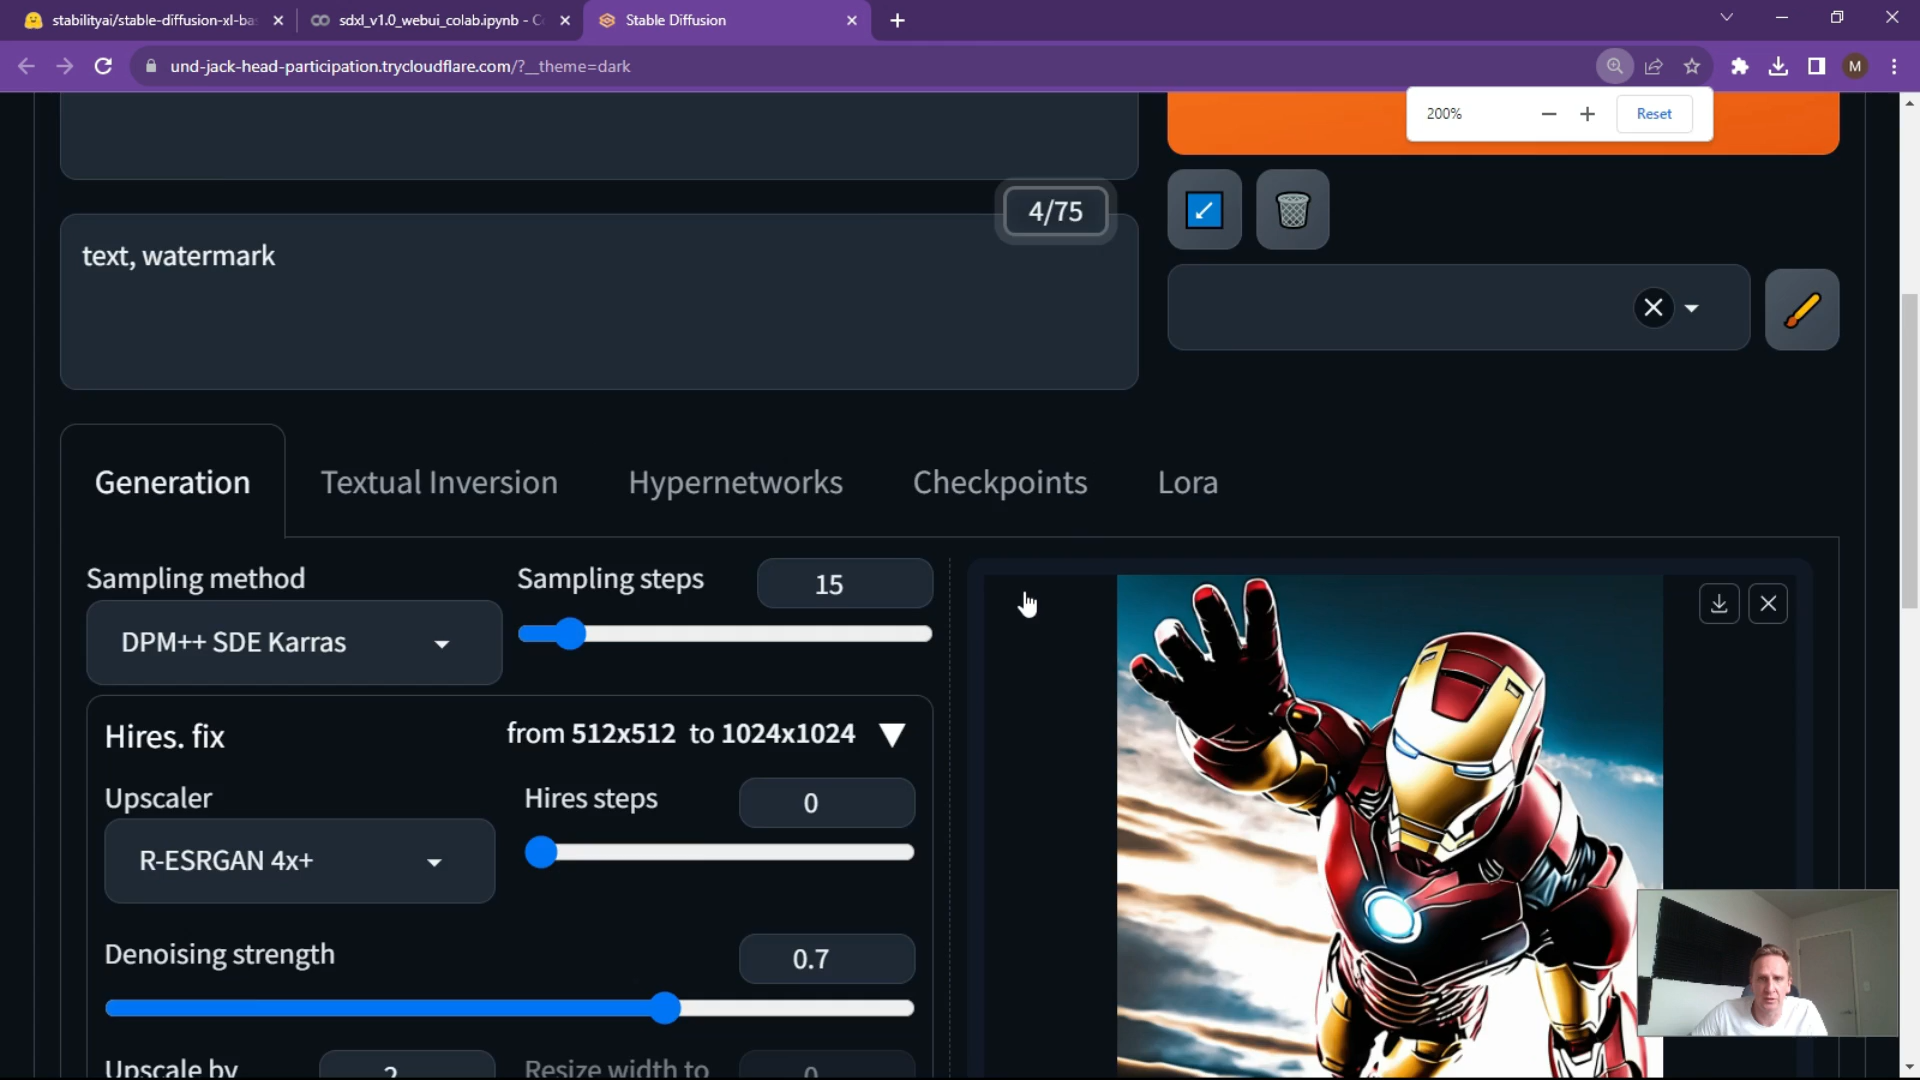 stabilityai/stable-diffusion-xl-ba
sdxl_v1.0_webui_colab.ipynb - C
Stable Diffusion
und-jack-head-participation.trycloudflare.com/?__theme=dark
M
200%
Reset
4/75
text, watermark
Generation
Textual Inversion
Hypernetworks
Checkpoints
Lora
Sampling method
Sampling steps
15
DPM++ SDE Karras
Hires. fix
from 512x512 to 1024x1024
Upscaler
Hires steps
0
R-ESRGAN 4x+
Denoising strength
0.7
Upscale by
2
Resize width to
0